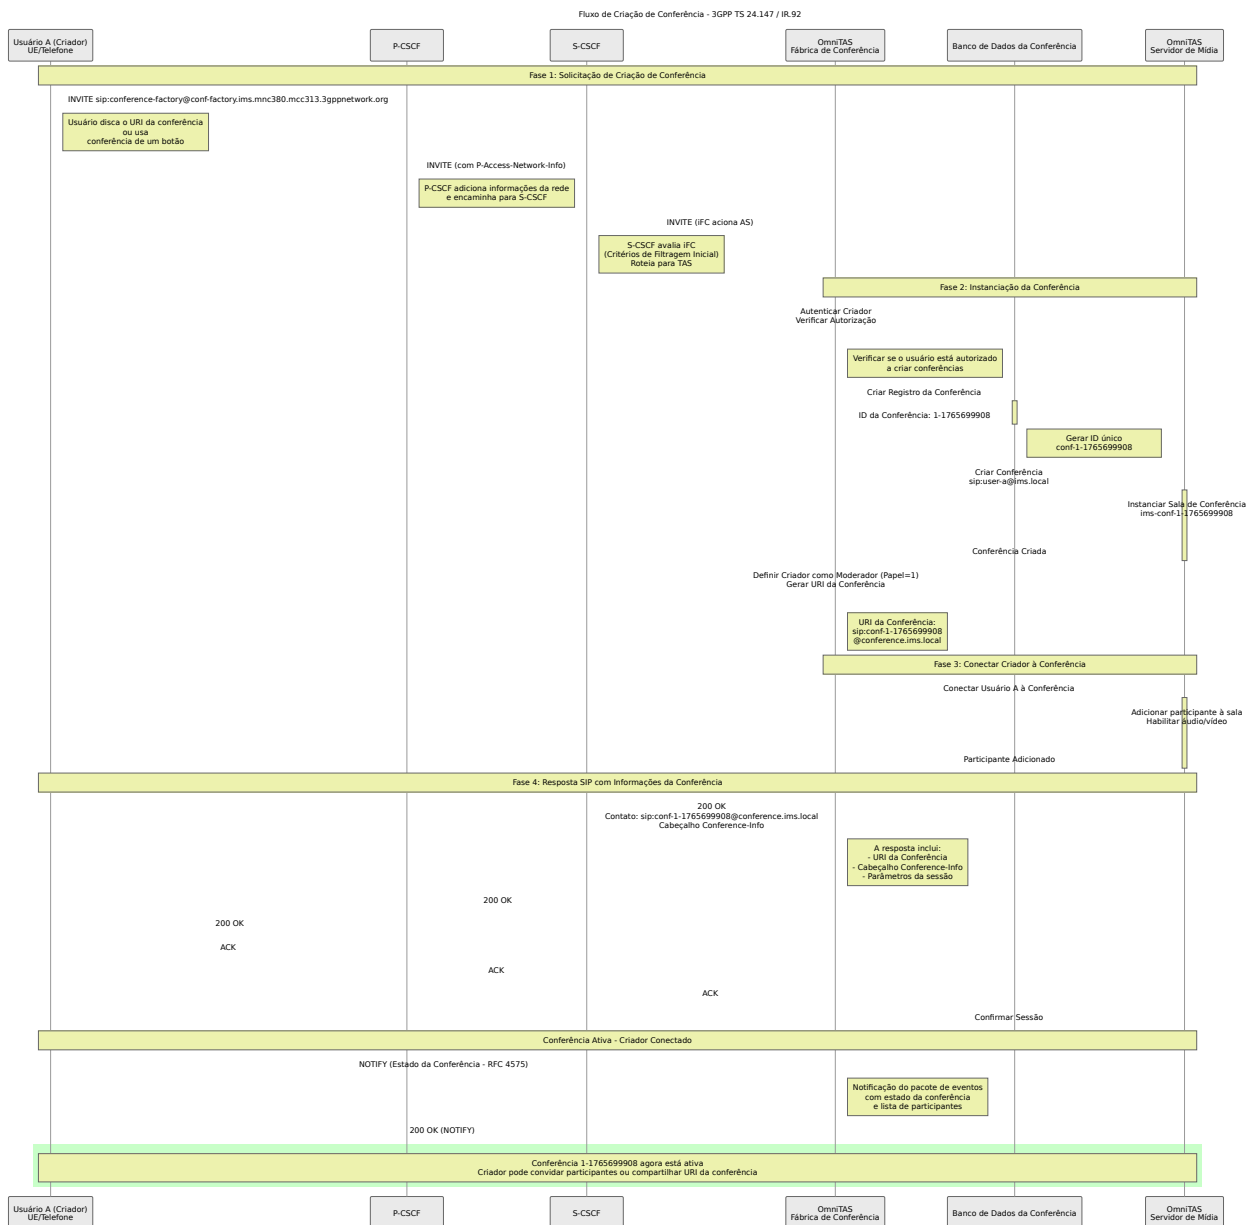 Fluxo de Criação de Conferência - 3GPP TS 24.147 / IR.92
Usuário A (Criador)
UE/Telefone
P-CSCF
S-CSCF
OmniTAS
Fábrica de Conferência
Banco de Dados da Conferência
OmniTAS
Servidor de Mídia
Fase 1: Solicitação de Criação de Conferência
INVITE sip:conference-factory@conf-factory.ims.mnc380.mcc313.3gppnetwork.org
Usuário disca o URI da conferência
ou usa
conferência de um botão
INVITE (com P-Access-Network-Info)
P-CSCF adiciona informações da rede
e encaminha para S-CSCF
INVITE (iFC aciona AS)
S-CSCF avalia iFC
(Critérios de Filtragem Inicial)
Roteia para TAS
Fase 2: Instanciação da Conferência
Autenticar Criador
Verificar Autorização
Verificar se o usuário está autorizado
a criar conferências
Criar Registro da Conferência
ID da Conferência: 1-1765699908
Gerar ID único
conf-1-1765699908
Criar Conferência
sip:user-a@ims.local
Instanciar Sala de Conferência
ims-conf-1-1765699908
Conferência Criada
Definir Criador como Moderador (Papel=1)
Gerar URI da Conferência
URI da Conferência:
sip:conf-1-1765699908
@conference.ims.local
Fase 3: Conectar Criador à Conferência
Conectar Usuário A à Conferência
Adicionar participante à sala
Habilitar áudio/vídeo
Participante Adicionado
Fase 4: Resposta SIP com Informações da Conferência
200 OK
Contato: sip:conf-1-1765699908@conference.ims.local
Cabeçalho Conference-Info
A resposta inclui:
- URI da Conferência
- Cabeçalho Conference-Info
- Parâmetros da sessão
200 OK
200 OK
ACK
ACK
ACK
Confirmar Sessão
Conferência Ativa - Criador Conectado
NOTIFY (Estado da Conferência - RFC 4575)
Notificação do pacote de eventos
com estado da conferência
e lista de participantes
200 OK (NOTIFY)
Conferência 1-1765699908 agora está ativa
Criador pode convidar participantes ou compartilhar URI da conferência
Usuário A (Criador)
UE/Telefone
P-CSCF
S-CSCF
OmniTAS
Fábrica de Conferência
Banco de Dados da Conferência
OmniTAS
Servidor de Mídia